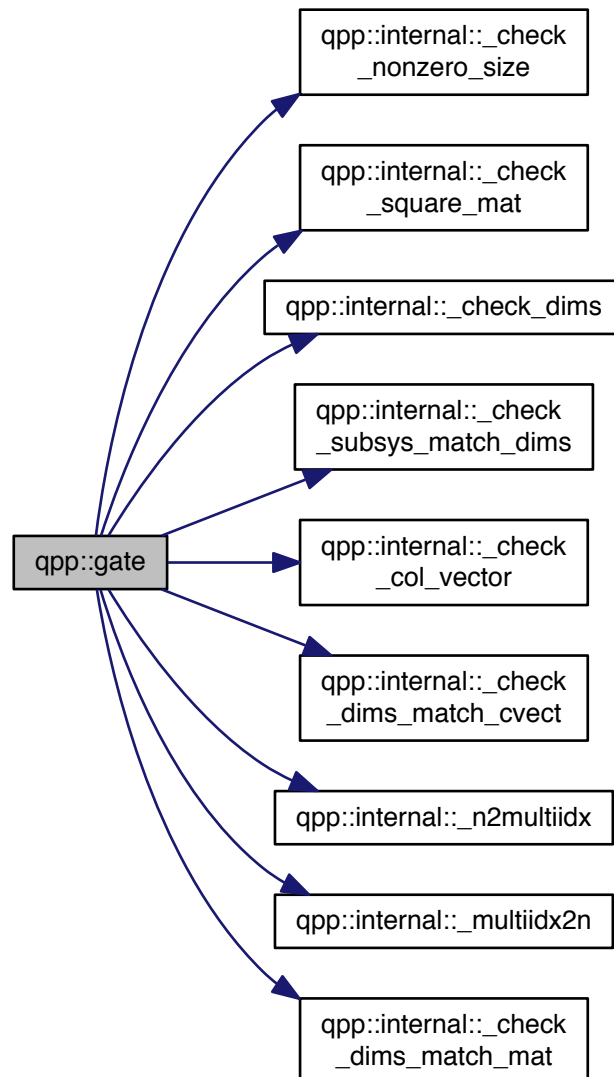 qpp::internal::_check
_nonzero_size
qpp::internal::_check
_square_mat
qpp::internal::_check_dims
qpp::internal::_check
_subsys_match_dims
qpp::gate
qpp::internal::_check
_col_vector
qpp::internal::_check
_dims_match_cvect
qpp::internal::_n2multiidx
qpp::internal::_multiidx2n
qpp::internal::_check
_dims_match_mat